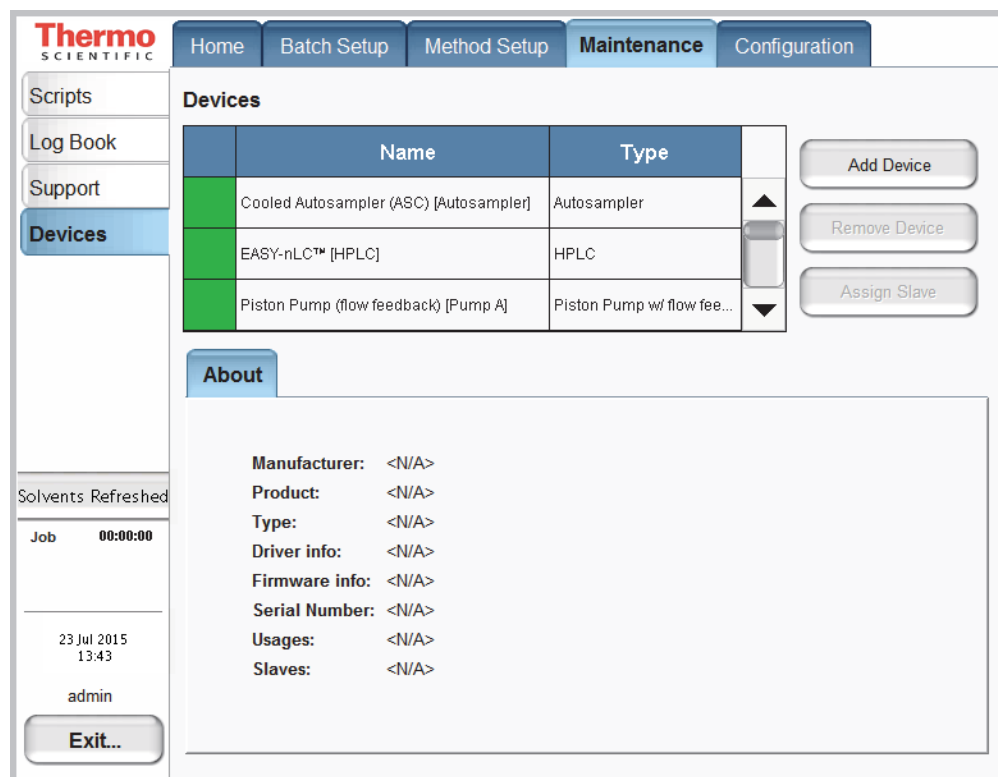 Thermo
SCIENTIFIC
Home
Batch Setup
Method Setup
Maintenance
Configuration
Scripts
Log Book
Support
Devices
Devices
Name
Type
Cooled Autosampler (ASC) [Autosampler]
Autosampler
EASY-nLC™ [HPLC]
HPLC
Piston Pump (flow feedback) [Pump A]
Piston Pump w/ flow fee...
Add Device
Remove Device
Assign Slave
About
Manufacturer: <N/A>
Product: <N/A>
Type: <N/A>
Driver info: <N/A>
Firmware info: <N/A>
Serial Number: <N/A>
Usages: <N/A>
Slaves: <N/A>
Solvents Refreshed
Job 00:00:00
23 Jul 2015
13:43
admin
Exit...